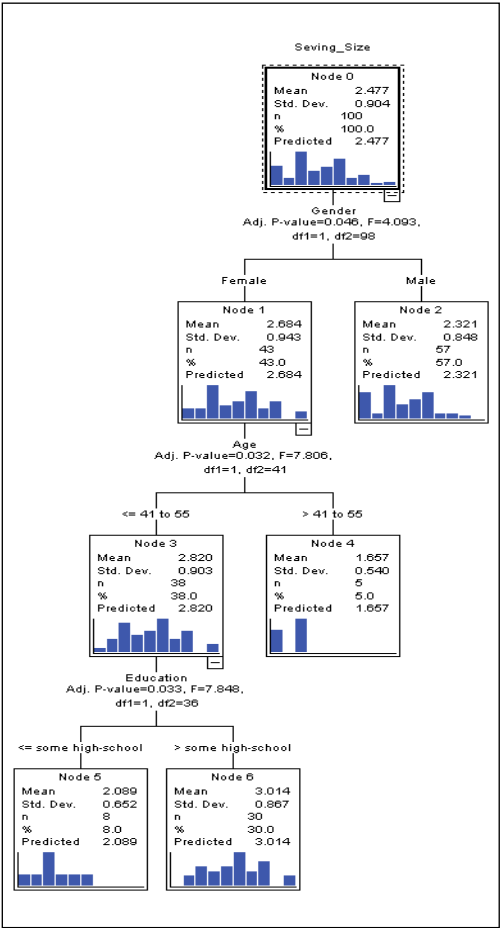 Seving_Size
Node 0
Mean 2.477
Std. Dev. 0.904
n 100
% 100.0
Predicted 2.477
Gender
Adj. P-value=0.046, F=4.093,
df1=1, df2=98
Female
Male
Node 1
Mean 2.684
Std. Dev. 0.943
n 43
% 43.0
Predicted 2.684
Node 2
Mean 2.321
Std. Dev. 0.848
n 57
% 57.0
Predicted 2.321
Age
Adj. P-value=0.032, F=7.806,
df1=1, df2=41
<= 41 to 55
> 41 to 55
Node 3
Mean 2.820
Std. Dev. 0.903
n 38
% 38.0
Predicted 2.820
Node 4
Mean 1.657
Std. Dev. 0.540
n 5
% 5.0
Predicted 1.657
Education
Adj. P-value=0.033, F=7.848,
df1=1, df2=36
<= some high-school
> some high-school
Node 5
Mean 2.089
Std. Dev. 0.652
n 8
% 8.0
Predicted 2.089
Node 6
Mean 3.014
Std. Dev. 0.867
n 30
% 30.0
Predicted 3.014